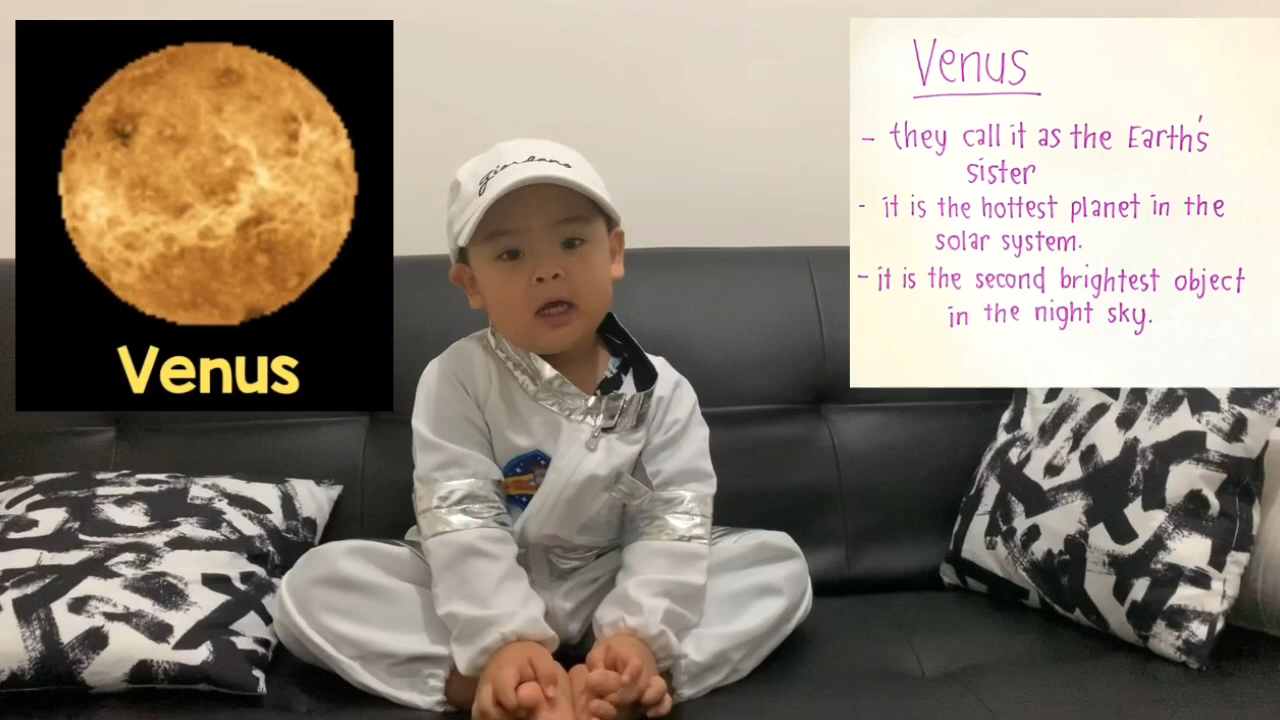 Venus
Giordano
Venus
- they call it as the Earth's
sister
- it is the hottest planet in the
solar system.
- it is the second brightest object
in the night sky.